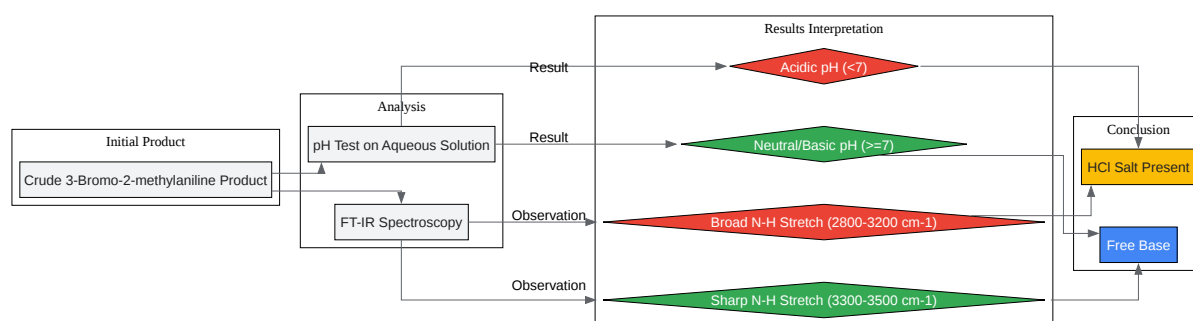 Initial Product
Crude 3-Bromo-2-methylaniline Product
Analysis
pH Test on Aqueous Solution
FT-IR Spectroscopy
Result
Result
Observation
Observation
Results Interpretation
Acidic pH (<7)
Neutral/Basic pH (>=7)
Broad N-H Stretch (2800-3200 cm-1)
Sharp N-H Stretch (3300-3500 cm-1)
Conclusion
HCl Salt Present
Free Base